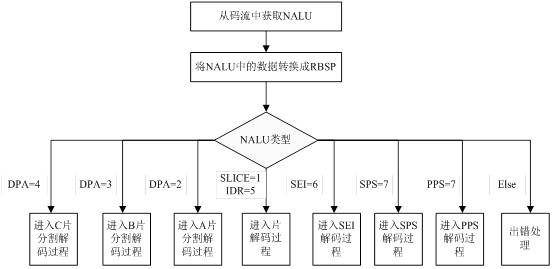 从码流中获取NALU
将NALU中的数据转换成RBSP
NALU类型
DPA=4
DPA=3
DPA=2
SLICE=1
IDR=5
SEI=6
SPS=7
PPS=7
Else
进入C片
分割解
码过程
进入B片
分割解
码过程
进入A片
分割解
码过程
进入片
解码过
程
进入SEI
解码过
程
进入SPS
解码过
程
进入PPS
解码过
程
出错处
理